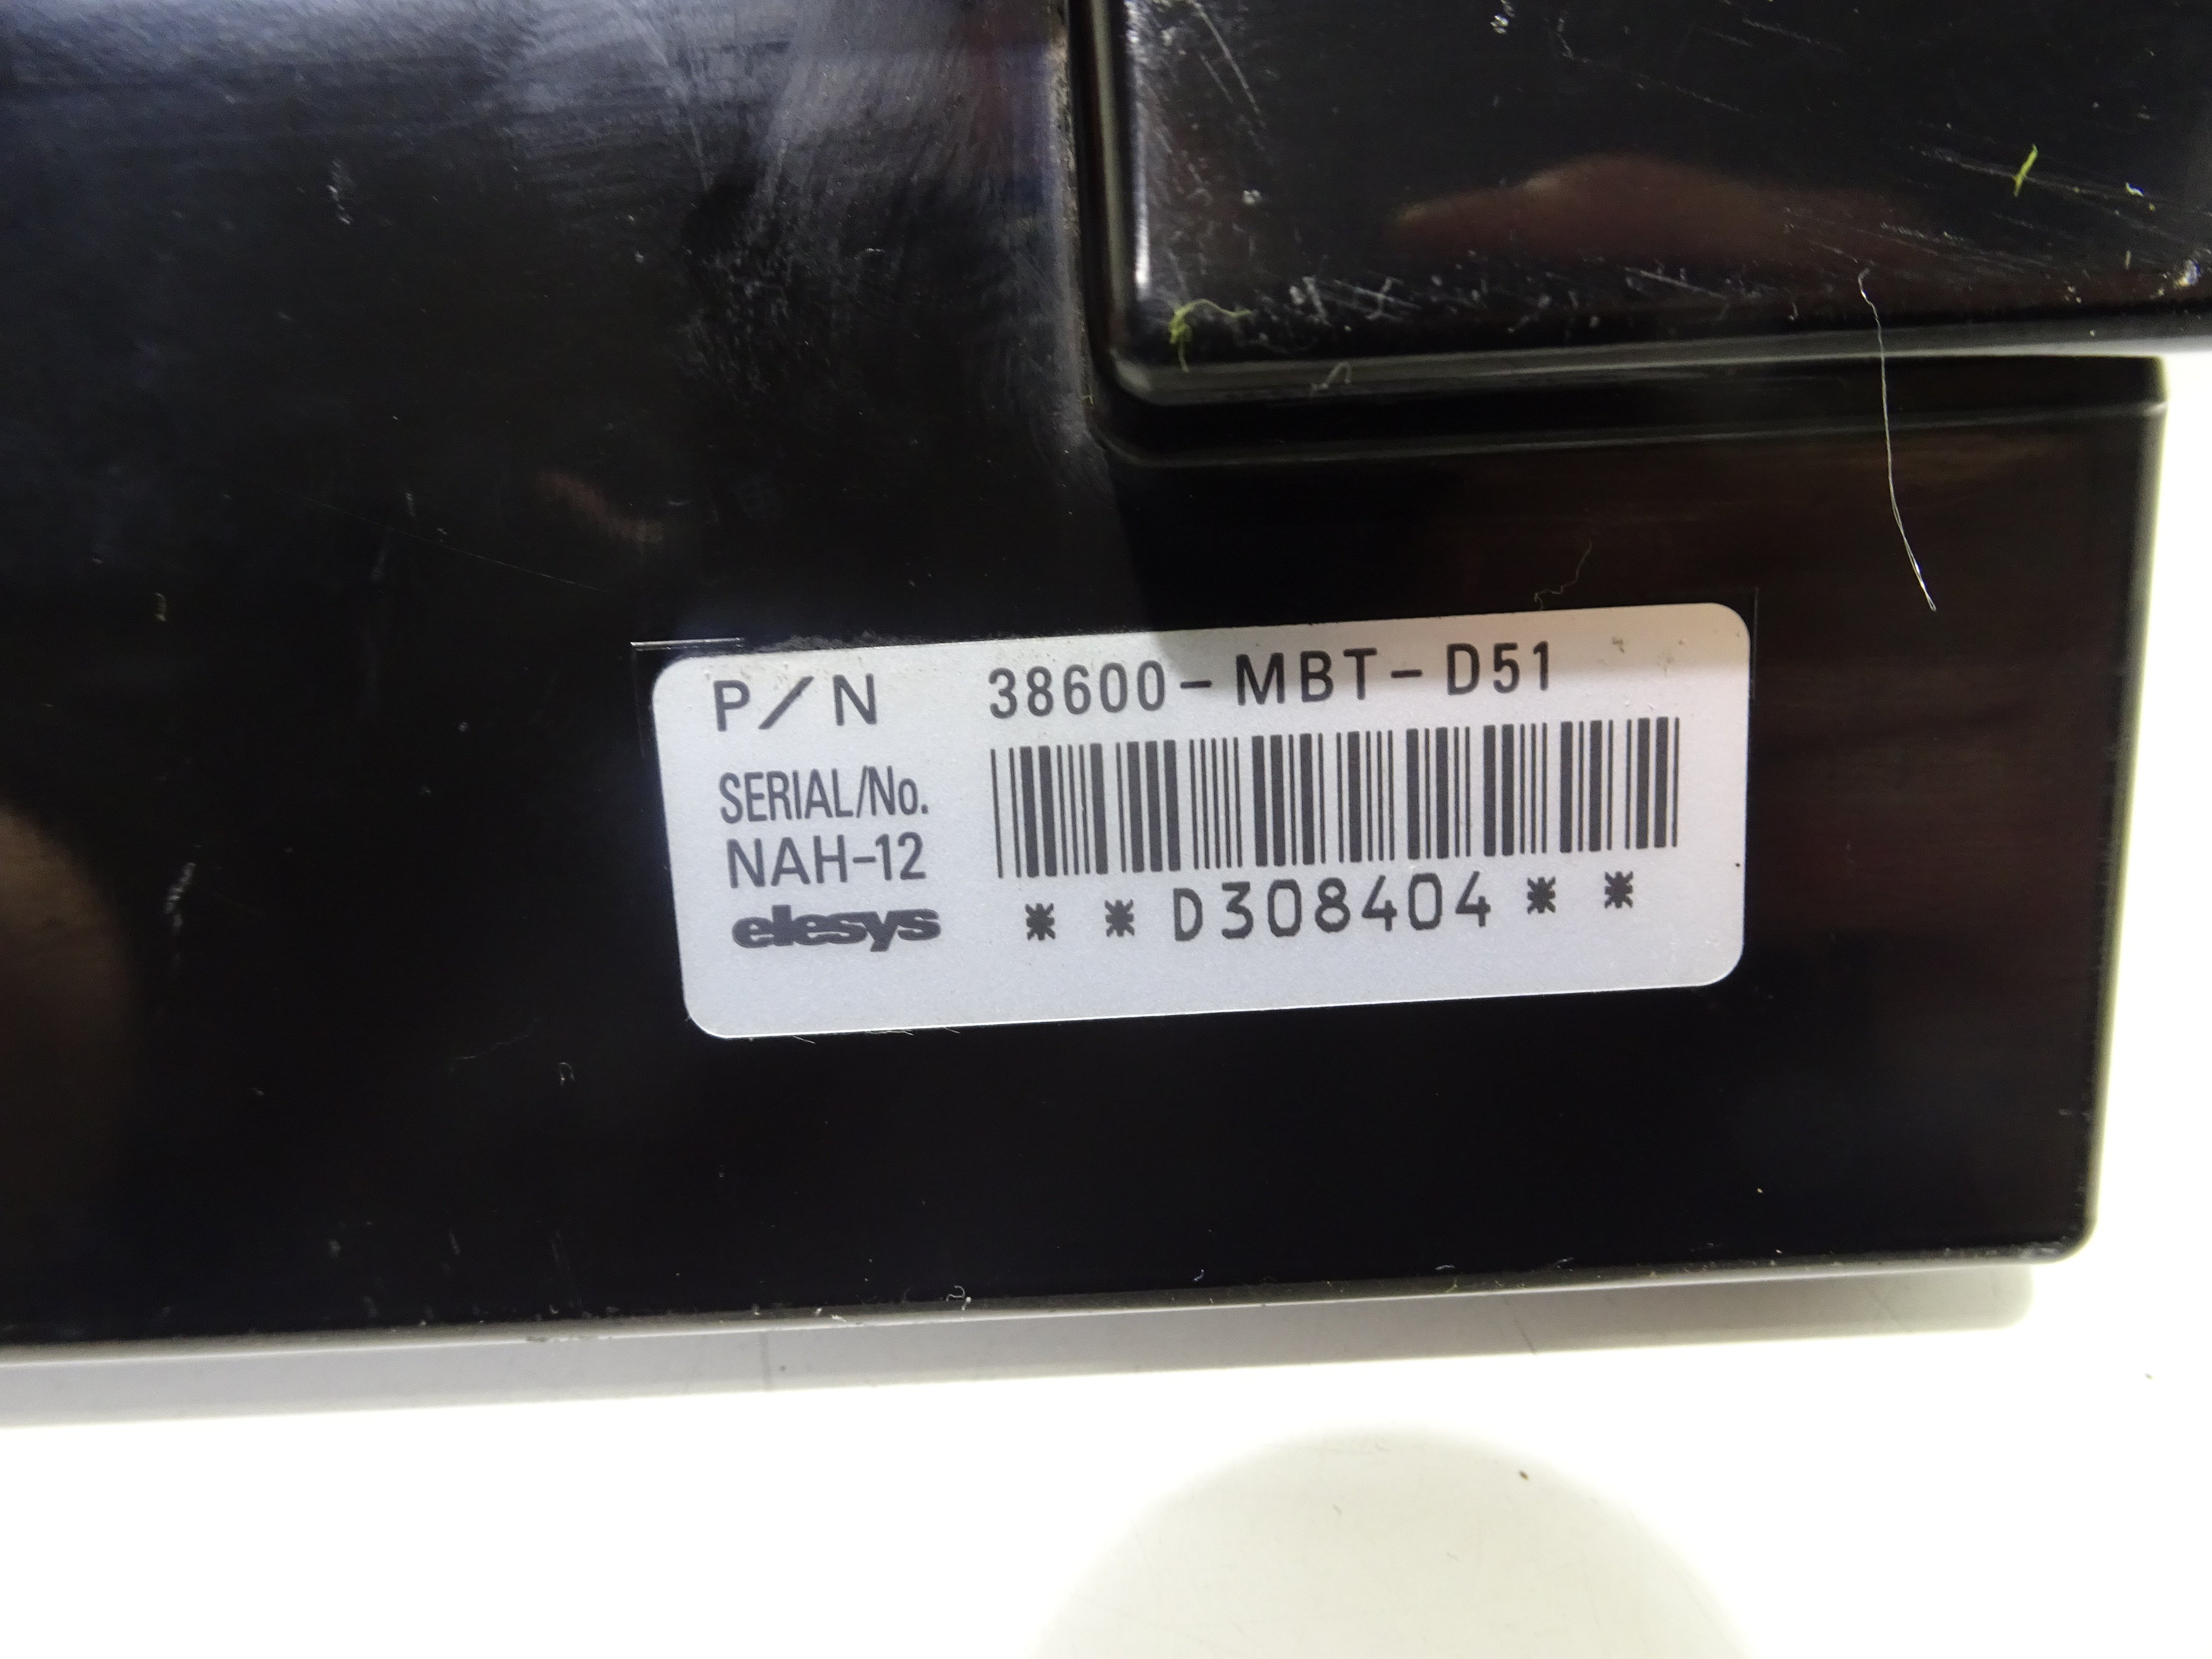 P/N 38600-MBT-D51
SERIAL/No.
NAH-12
elesys **D308404**